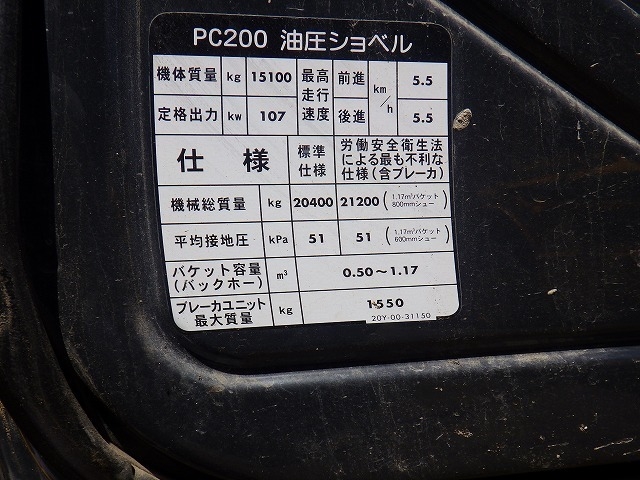 PC200 油圧ショベル
機体質量 kg 15100 最高走行速度 前進 km/h 5.5
定格出力 kw 107 後進 5.5
仕様 標準仕様 労働安全衛生法による最も不利な仕様(含ブレーカ)
機械総質量 kg 20400 21200 (1.17m³バケット 800mmシュー)
平均接地圧 kPa 51 51 (1.17m³バケット 600mmシュー)
バケット容量(バックホー) m³ 0.50～1.17
ブレーカユニット最大質量 kg 1550
20Y-00-31150